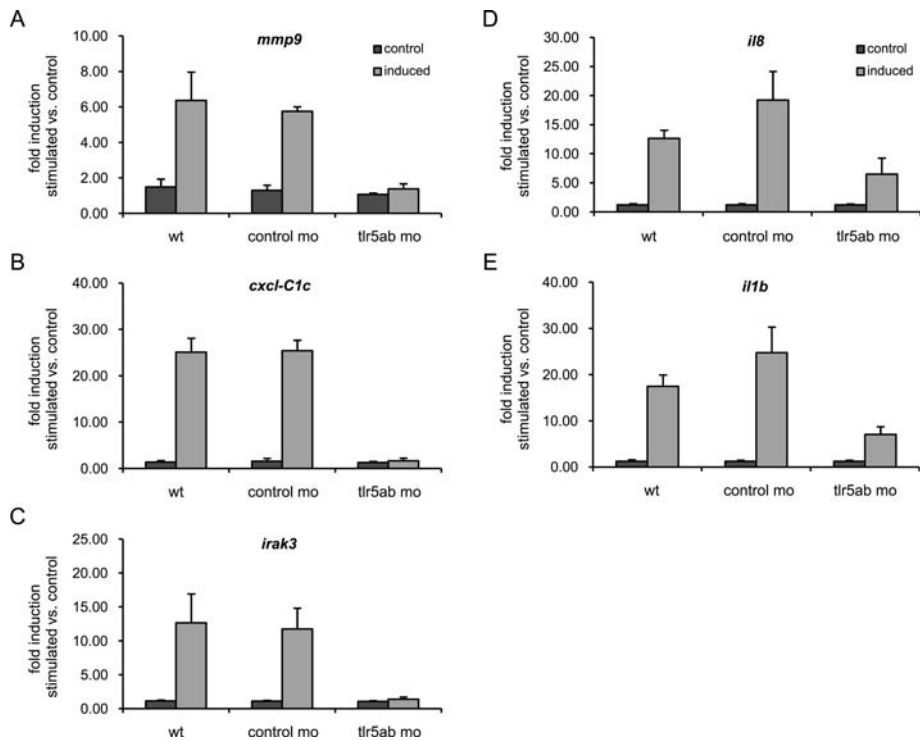 A
mmp9
fold induction
stimulated vs. control
10.00
8.00
6.00
4.00
2.00
0.00
control
induced
wt
control mo
tlr5ab mo
B
cxcl-C1c
fold induction
stimulated vs. control
40.00
30.00
20.00
10.00
0.00
wt
control mo
tlr5ab mo
C
irak3
fold induction
stimulated vs. control
25.00
20.00
15.00
10.00
5.00
0.00
wt
control mo
tlr5ab mo
D
il8
fold induction
stimulated vs. control
30.00
25.00
20.00
15.00
10.00
5.00
0.00
control
induced
wt
control mo
tlr5ab mo
E
il1b
fold induction
stimulated vs. control
40.00
30.00
20.00
10.00
0.00
wt
control mo
tlr5ab mo